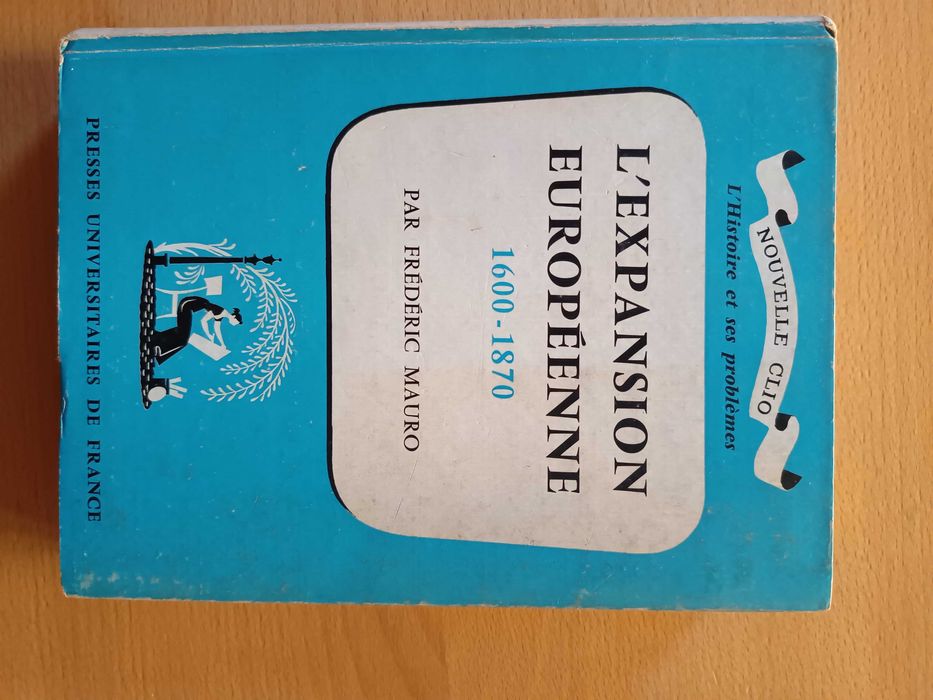 NOUVELLE CLIO
L'Histoire et ses problèmes
L'EXPANSION
EUROPÉENNE
1600-1870
PAR FRÉDÉRIC MAURO
PRESSES UNIVERSITAIRES DE FRANCE